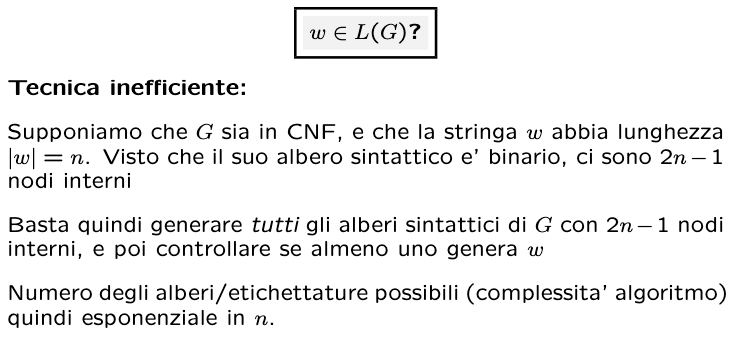 w ∈ L(G)?
Tecnica inefficiente:
Supponiamo che G sia in CNF, e che la stringa w abbia lunghezza
|w| = n. Visto che il suo albero sintattico e' binario, ci sono 2n − 1
nodi interni
Basta quindi generare tutti gli alberi sintattici di G con 2n − 1 nodi
interni, e poi controllare se almeno uno genera w
Numero degli alberi/etichettature possibili (complessita' algoritmo)
quindi esponenziale in n.